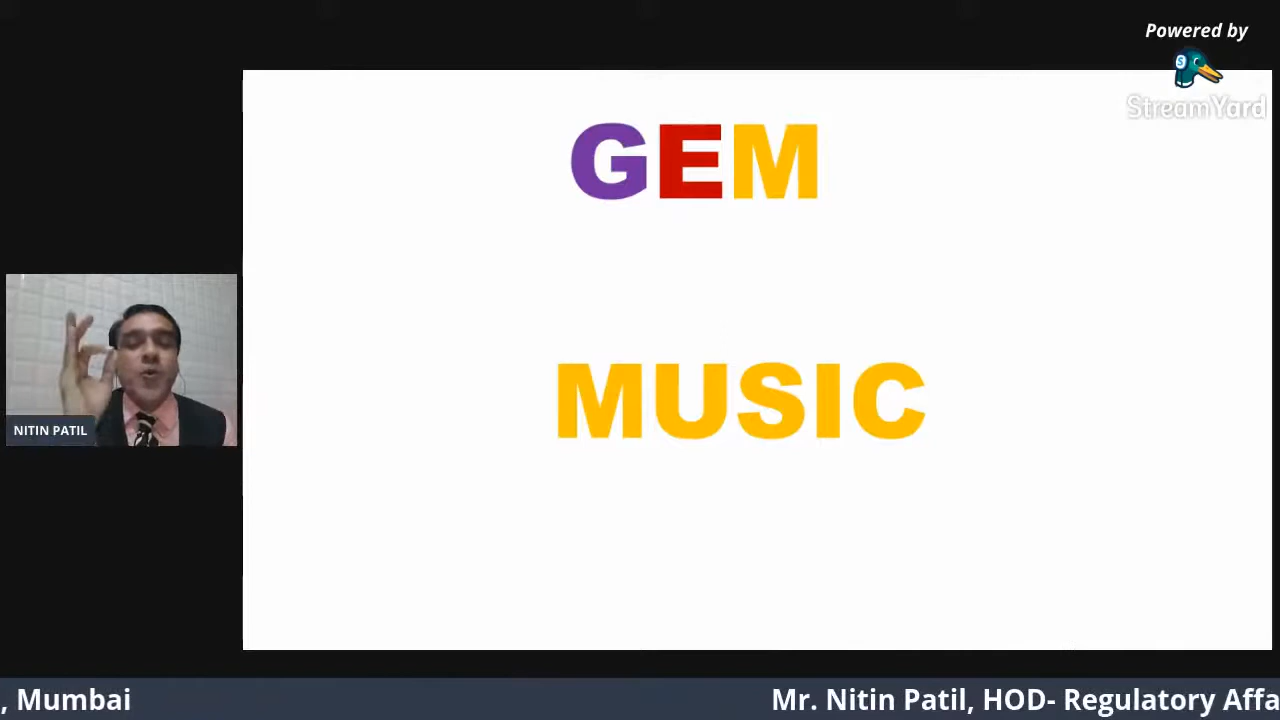 Powered by
StreamYard
GEM
MUSIC
NITIN PATIL
, Mumbai
Mr. Nitin Patil, HOD- Regulatory Affa